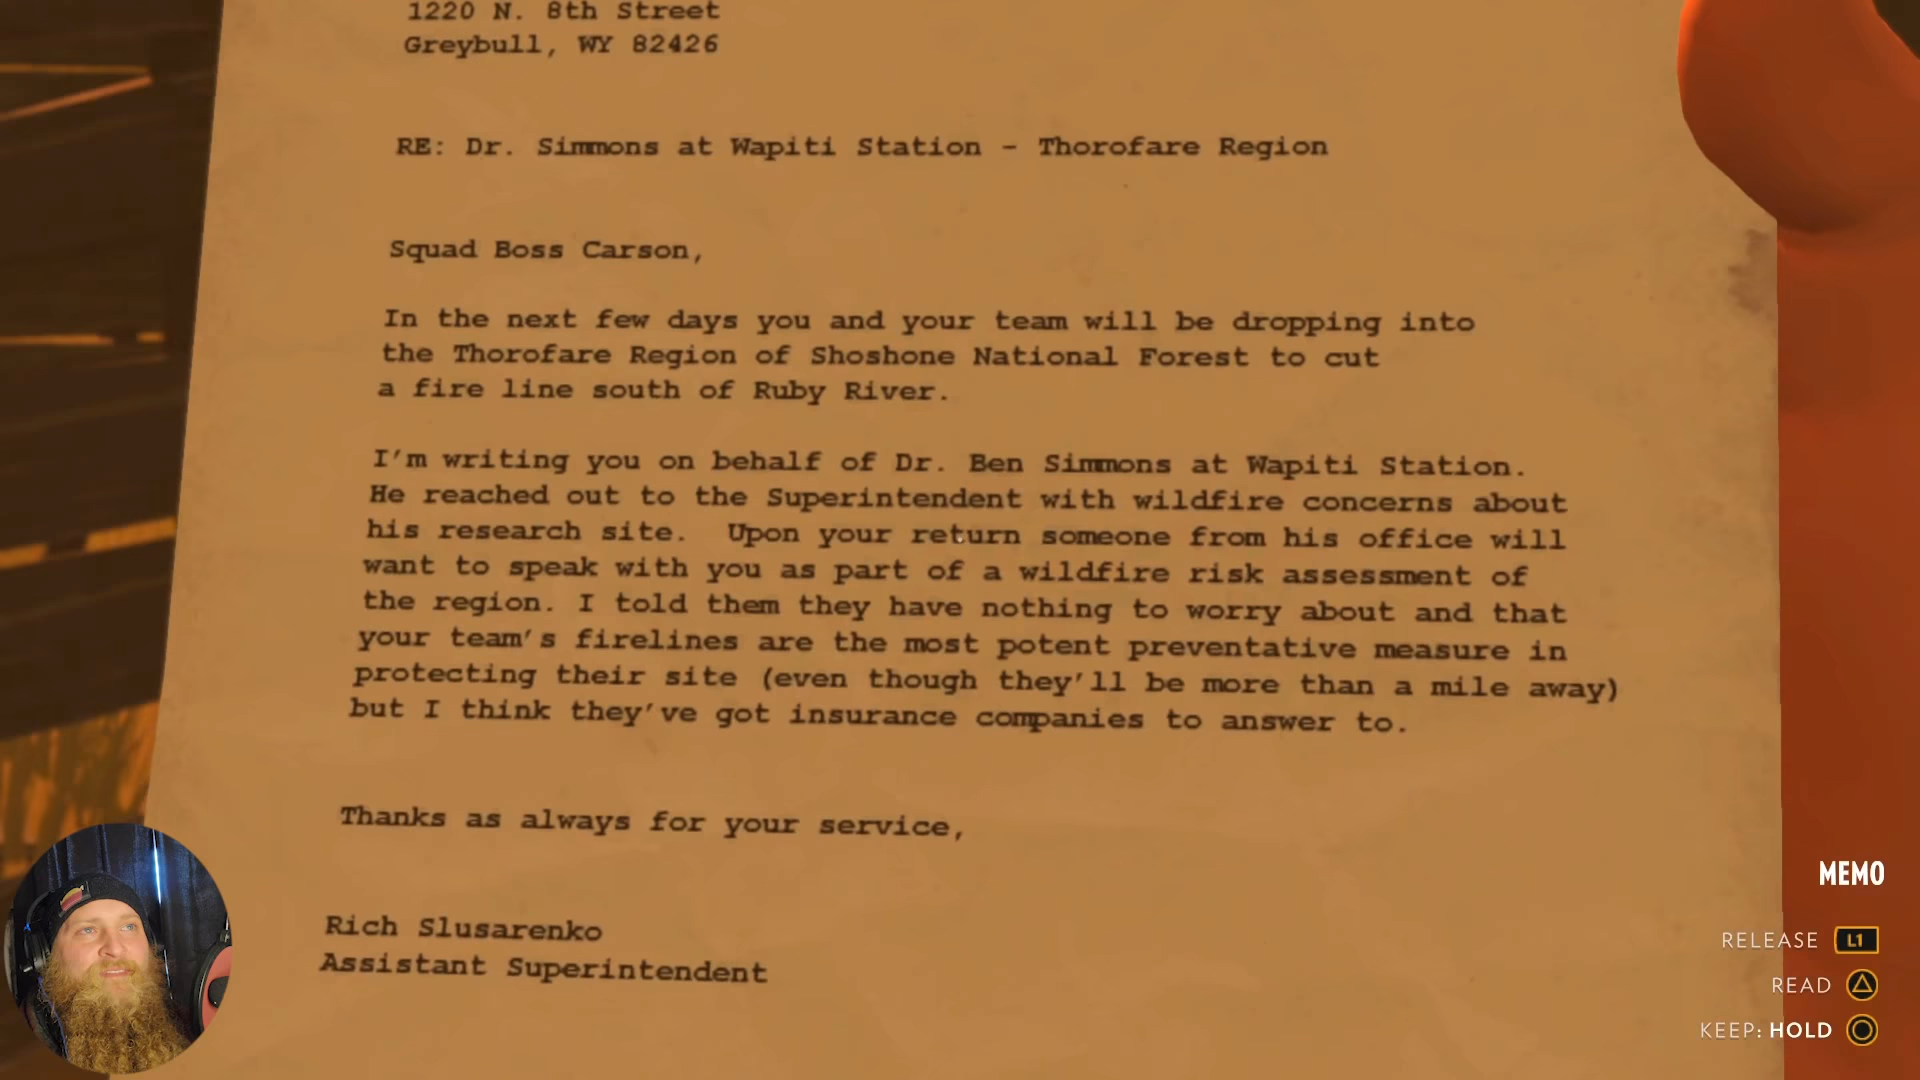 1220 N. 8th Street
Greybull, WY 82426
RE: Dr. Simmons at Wapiti Station - Thorofare Region
Squad Boss Carson,
In the next few days you and your team will be dropping into
the Thorofare Region of Shoshone National Forest to cut
a fire line south of Ruby River.
I'm writing you on behalf of Dr. Ben Simmons at Wapiti Station.
He reached out to the Superintendent with wildfire concerns about
his research site. Upon your return someone from his office will
want to speak with you as part of a wildfire risk assessment of
the region. I told them they have nothing to worry about and that
your team's firelines are the most potent preventative measure in
protecting their site (even though they'll be more than a mile away)
but I think they've got insurance companies to answer to.
Thanks as always for your service,
Rich Slusarenko
Assistant Superintendent
MEMO
RELEASE L1
READ
KEEP: HOLD